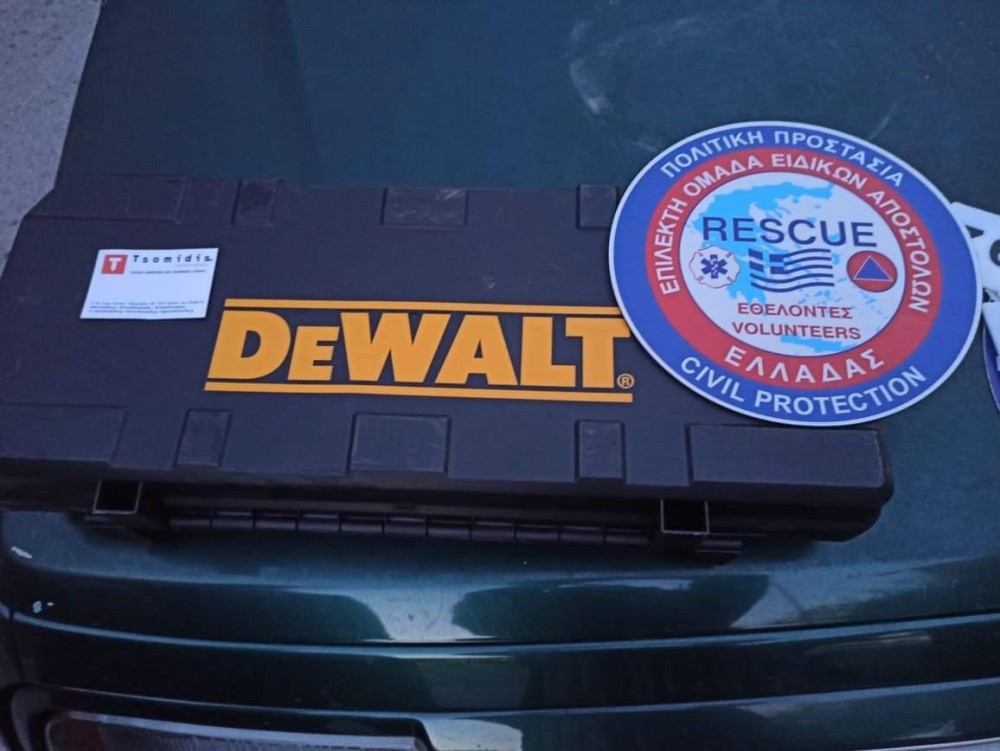 T Tsomidis
DEWALT®
ΠΟΛΙΤΙΚΗ ΠΡΟΣΤΑΣΙΑ
ΕΠΙΛΕΚΤΗ ΟΜΑΔΑ ΕΙΔΙΚΩΝ ΑΠΟΣΤΟΛΩΝ
RESCUE
ΕΘΕΛΟΝΤΕΣ
VOLUNTEERS
ΕΛΛΑΔΑΣ
CIVIL PROTECTION